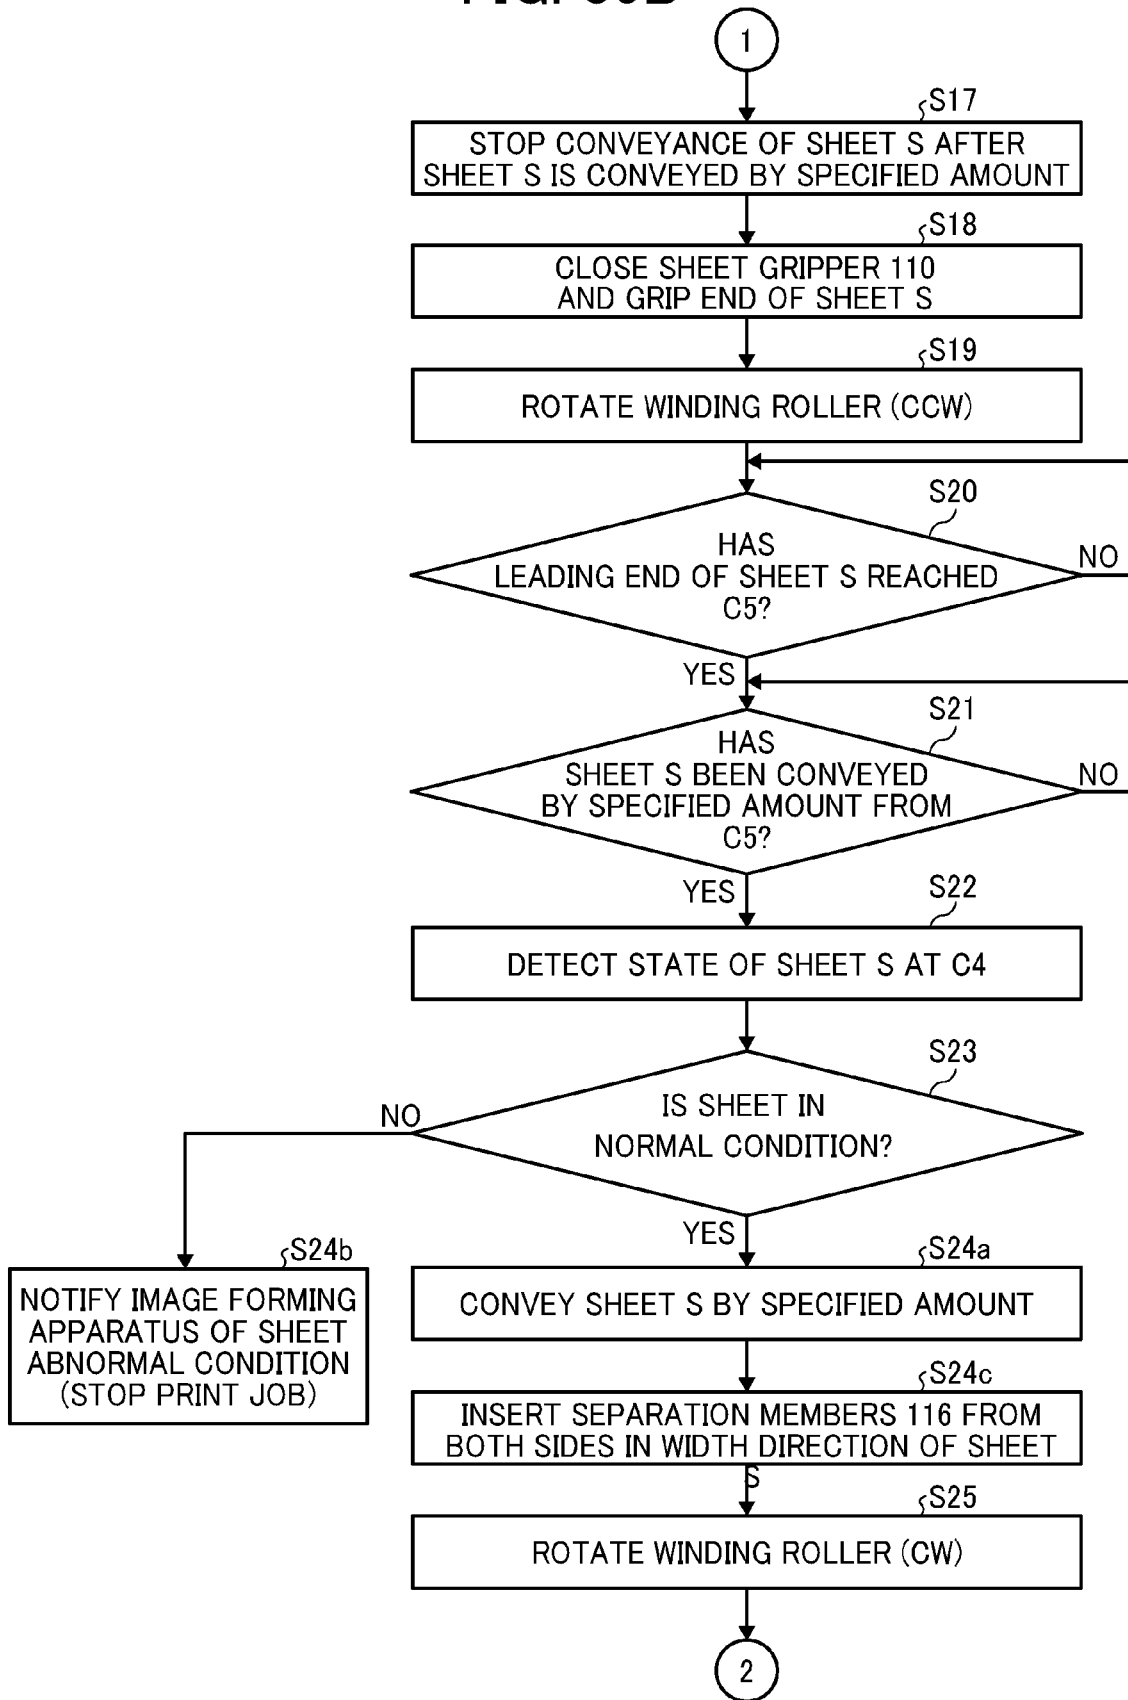 1
S17
STOP CONVEYANCE OF SHEET S AFTER
SHEET S IS CONVEYED BY SPECIFIED AMOUNT
S18
CLOSE SHEET GRIPPER 110
AND GRIP END OF SHEET S
S19
ROTATE WINDING ROLLER (CCW)
S20
HAS
LEADING END OF SHEET S REACHED
C5?
NO
YES
S21
HAS
SHEET S BEEN CONVEYED
BY SPECIFIED AMOUNT FROM
C5?
NO
YES
S22
DETECT STATE OF SHEET S AT C4
S23
IS SHEET IN
NORMAL CONDITION?
NO
YES
S24b
NOTIFY IMAGE FORMING
APPARATUS OF SHEET
ABNORMAL CONDITION
(STOP PRINT JOB)
S24a
CONVEY SHEET S BY SPECIFIED AMOUNT
S24c
INSERT SEPARATION MEMBERS 116 FROM
BOTH SIDES IN WIDTH DIRECTION OF SHEET
S
S25
ROTATE WINDING ROLLER (CW)
2